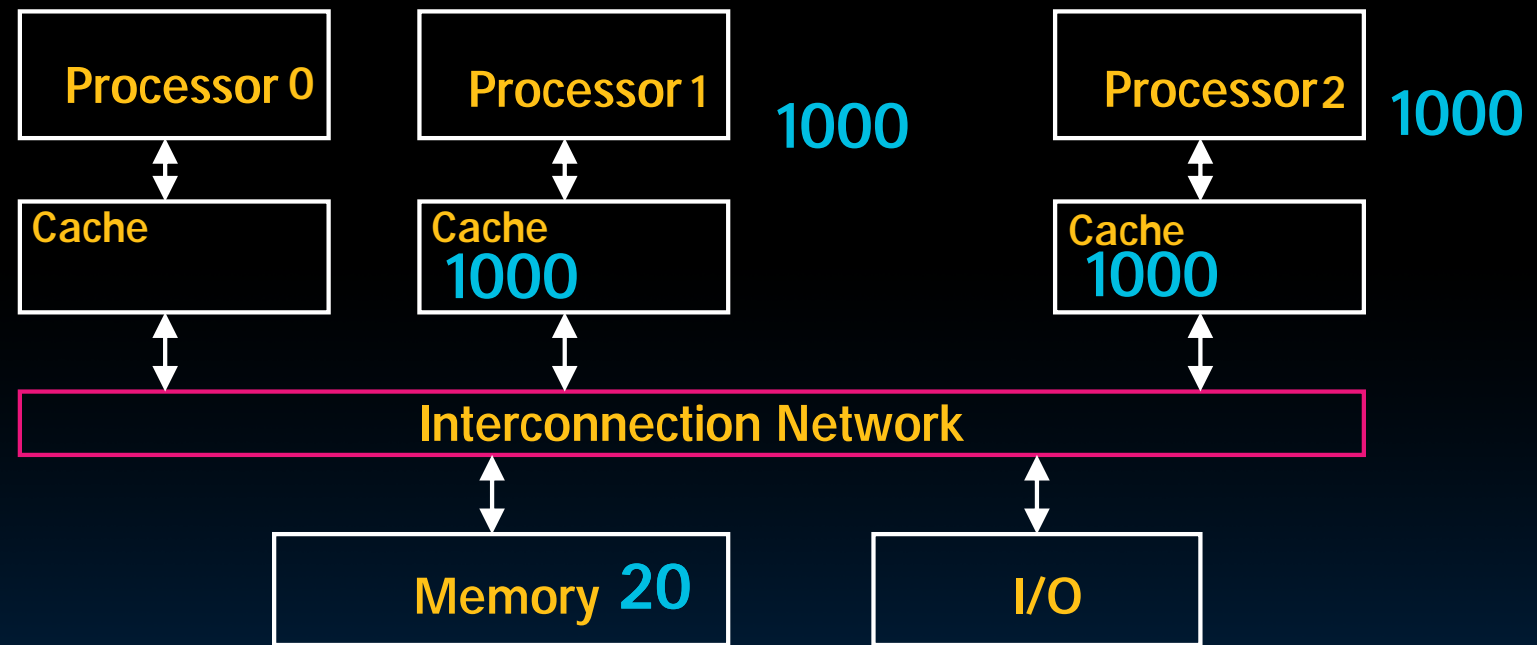 Processor 0
Processor 1
1000
Processor 2
1000
Cache
Cache
1000
Cache
1000
Interconnection Network
Memory 20
I/O